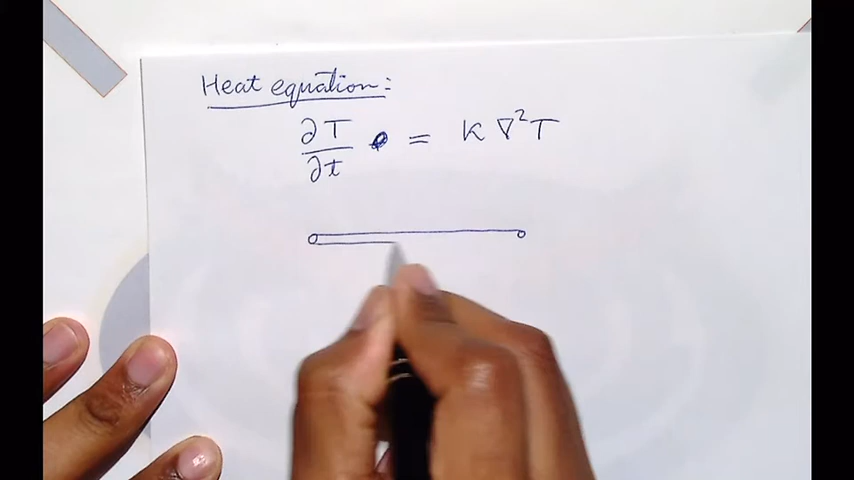 Heat equation:
∂T/∂t = K ∇²T